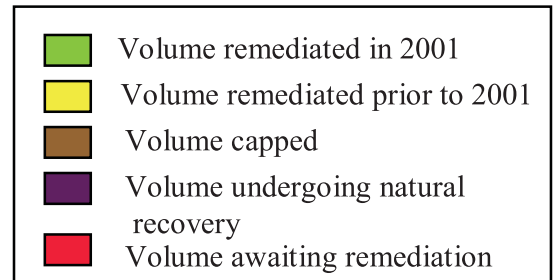 Volume remediated in 2001
Volume remediated prior to 2001
Volume capped
Volume undergoing natural
recovery
Volume awaiting remediation